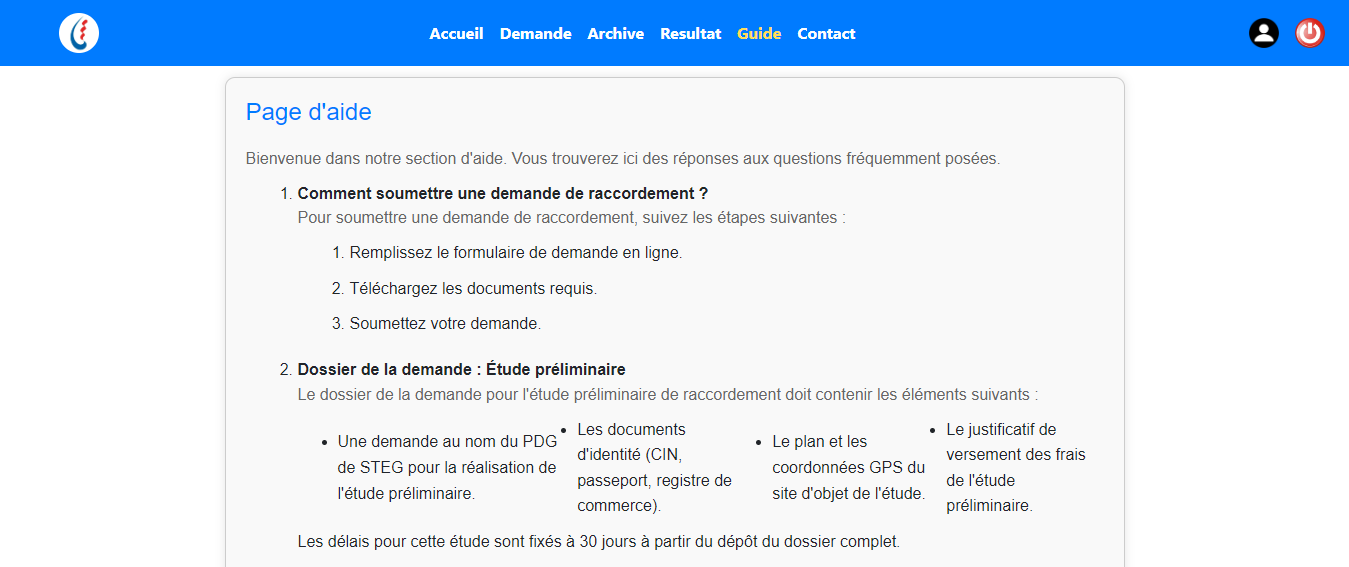 Accueil Demande Archive Resultat Guide Contact
Page d'aide
Bienvenue dans notre section d'aide. Vous trouverez ici des réponses aux questions fréquemment posées.
1. Comment soumettre une demande de raccordement ?
Pour soumettre une demande de raccordement, suivez les étapes suivantes :
1. Remplissez le formulaire de demande en ligne.
2. Téléchargez les documents requis.
3. Soumettez votre demande.
2. Dossier de la demande : Étude préliminaire
Le dossier de la demande pour l'étude préliminaire de raccordement doit contenir les éléments suivants :
• Une demande au nom du PDG
de STEG pour la réalisation de
l'étude préliminaire.
• Les documents
d'identité (CIN,
passeport, registre de
commerce).
• Le plan et les
coordonnées GPS du
site d'objet de l'étude.
• Le justificatif de
versement des frais
de l'étude
préliminaire.
Les délais pour cette étude sont fixés à 30 jours à partir du dépôt du dossier complet.